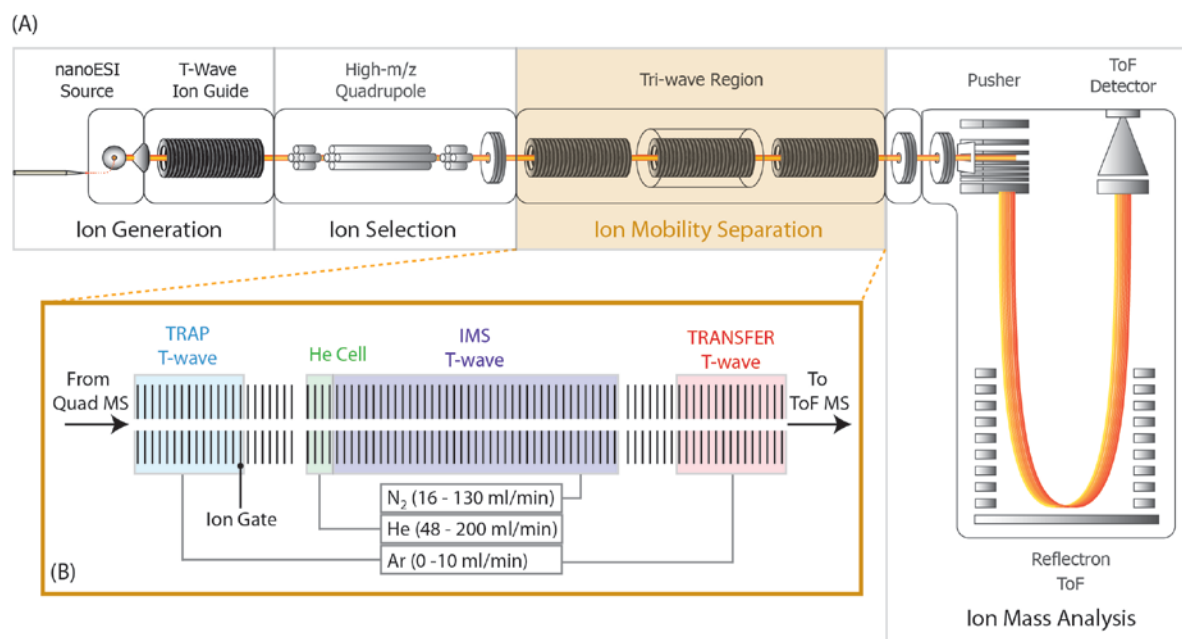 (A)
nanoESI
Source
T-Wave
Ion Guide
High-m/z
Quadrupole
Tri-wave Region
Pusher
ToF
Detector
Ion Generation
Ion Selection
Ion Mobility Separation
TRAP
T-wave
He Cell
IMS
T-wave
TRANSFER
T-wave
From
Quad MS
To
ToF MS
Ion Gate
N₂ (16 - 130 ml/min)
He (48 - 200 ml/min)
Ar (0 -10 ml/min)
(B)
Reflectron
ToF
Ion Mass Analysis